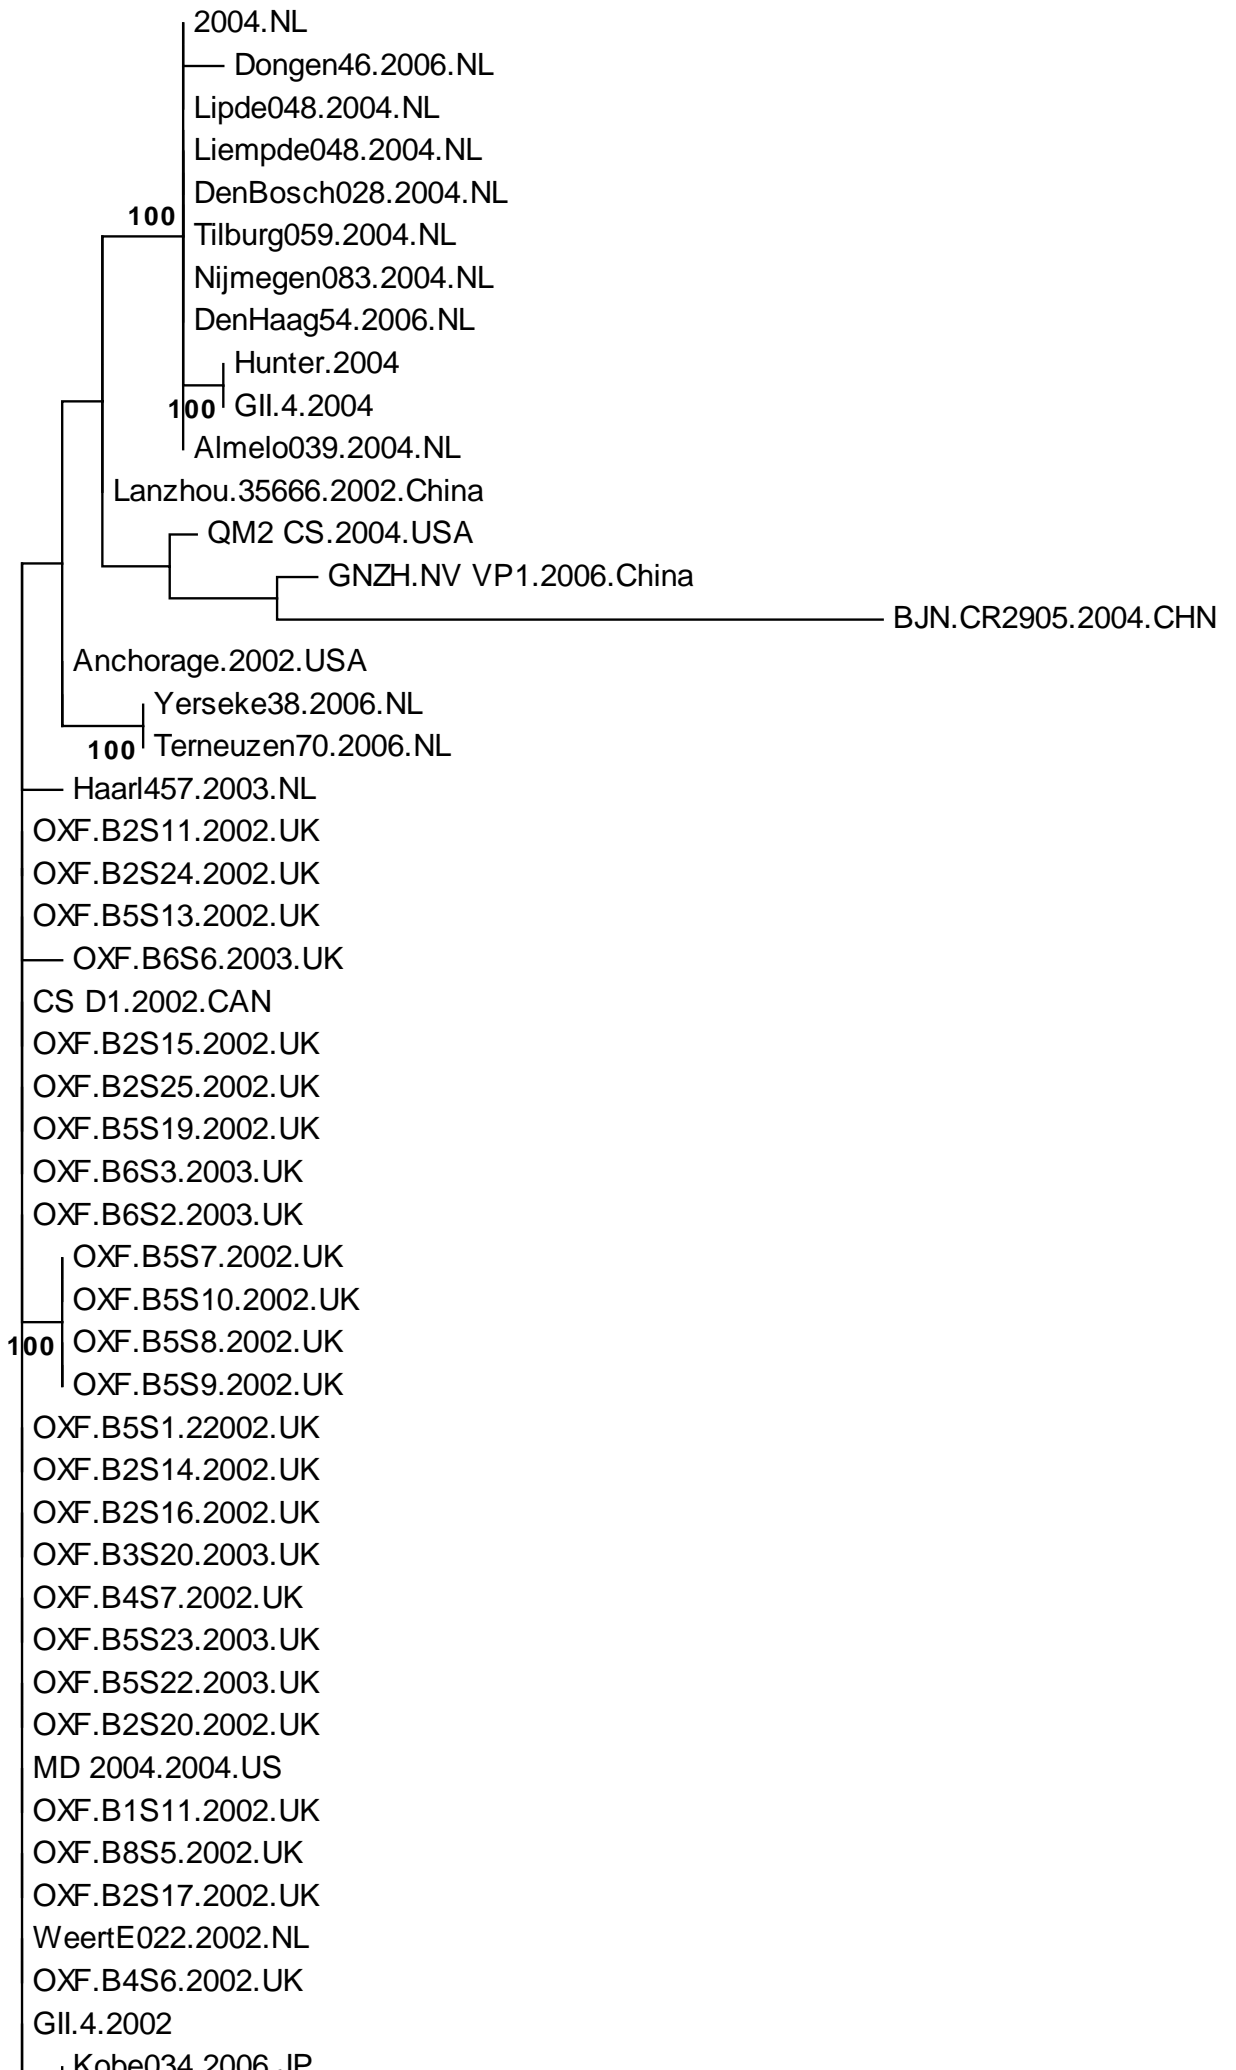 2004.NL
Dongen46.2006.NL
Lipde048.2004.NL
Liempde048.2004.NL
DenBosch028.2004.NL
100
Tilburg059.2004.NL
Nijmegen083.2004.NL
DenHaag54.2006.NL
Hunter.2004
100 GII.4.2004
Almelo039.2004.NL
Lanzhou.35666.2002.China
QM2 CS.2004.USA
GNZH.NV VP1.2006.China
BJN.CR2905.2004.CHN
Anchorage.2002.USA
Yerseke38.2006.NL
100 Terneuzen70.2006.NL
Haarl457.2003.NL
OXF.B2S11.2002.UK
OXF.B2S24.2002.UK
OXF.B5S13.2002.UK
OXF.B6S6.2003.UK
CS D1.2002.CAN
OXF.B2S15.2002.UK
OXF.B2S25.2002.UK
OXF.B5S19.2002.UK
OXF.B6S3.2003.UK
OXF.B6S2.2003.UK
OXF.B5S7.2002.UK
OXF.B5S10.2002.UK
100 OXF.B5S8.2002.UK
OXF.B5S9.2002.UK
OXF.B5S1.22002.UK
OXF.B2S14.2002.UK
OXF.B2S16.2002.UK
OXF.B3S20.2003.UK
OXF.B4S7.2002.UK
OXF.B5S23.2003.UK
OXF.B5S22.2003.UK
OXF.B2S20.2002.UK
MD 2004.2004.US
OXF.B1S11.2002.UK
OXF.B8S5.2002.UK
OXF.B2S17.2002.UK
WeertE022.2002.NL
OXF.B4S6.2002.UK
GII.4.2002
Kobe034.2006.JP